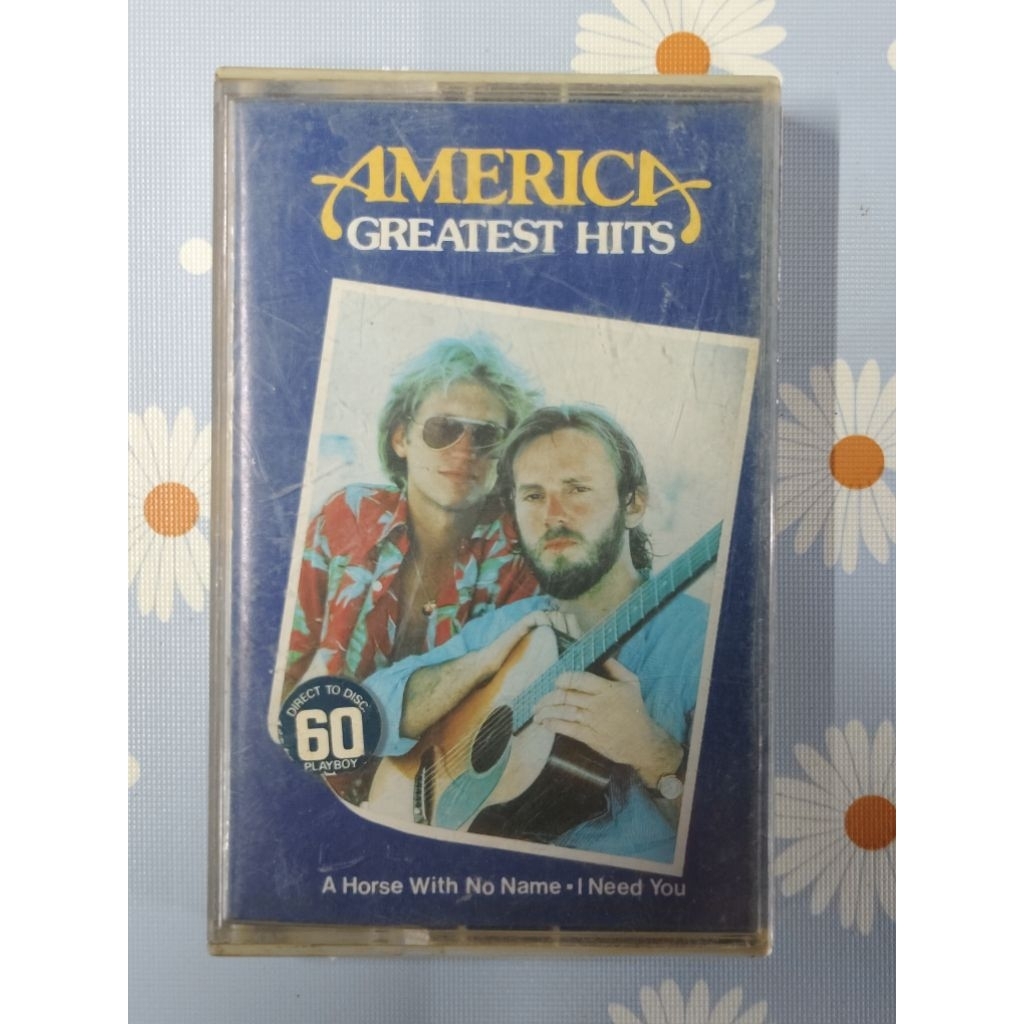 AMERICA
GREATEST HITS
DIRECT TO DISC
60
PLAYBOY
A Horse With No Name • I Need You